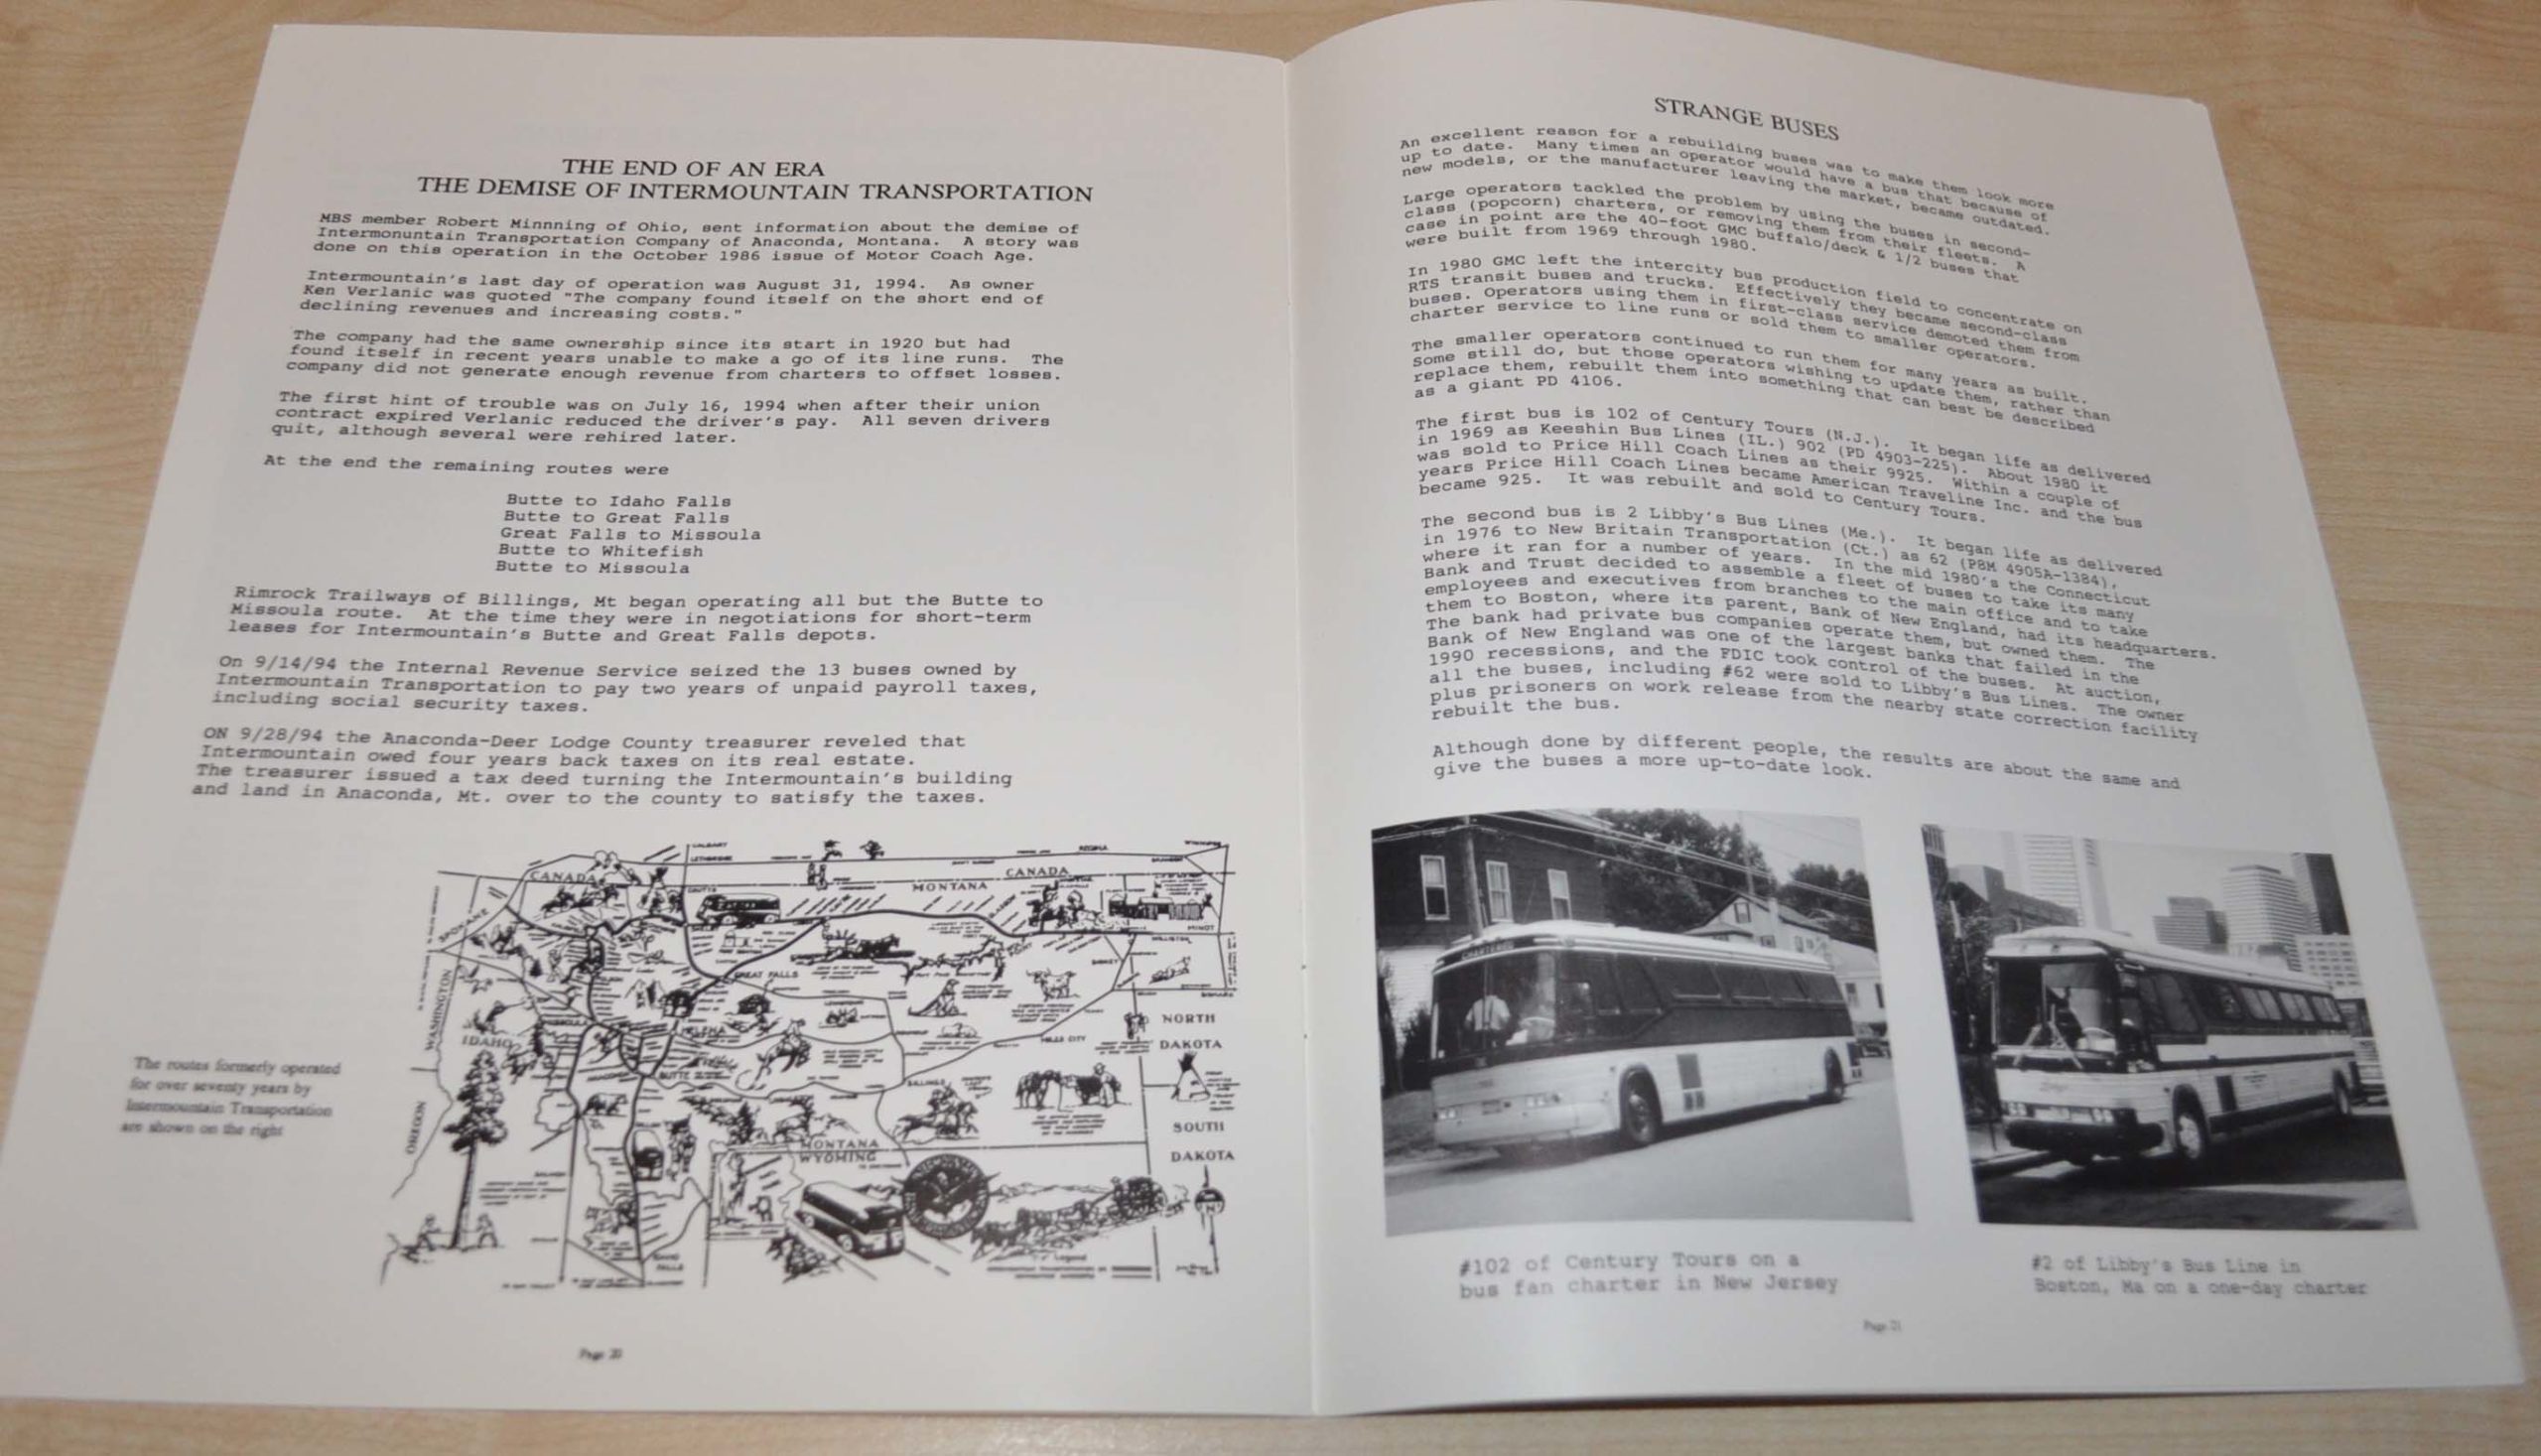 THE END OF AN ERA
THE DEMISE OF INTERMOUNTAIN TRANSPORTATION
MBS member Robert Minnning of Ohio, sent information about the demise of
Intermonuntain Transportation Company of Anaconda, Montana. A story was
done on this operation in the October 1986 issue of Motor Coach Age.
Intermountain's last day of operation was August 31, 1994. As owner
Ken Verlanic was quoted "The company found itself on the short end of
declining revenues and increasing costs."
The company had the same ownership since its start in 1920 but had
found itself in recent years unable to make a go of its line runs. The
company did not generate enough revenue from charters to offset losses.
The first hint of trouble was on July 16, 1994 when after their union
contract expired Verlanic reduced the driver's pay. All seven drivers
quit, although several were rehired later.
At the end the remaining routes were
Butte to Idaho Falls
Butte to Great Falls
Great Falls to Missoula
Butte to Whitefish
Butte to Missoula
Rimrock Trailways of Billings, Mt began operating all but the Butte to
Missoula route. At the time they were in negotiations for short-term
leases for Intermountain's Butte and Great Falls depots.
On 9/14/94 the Internal Revenue Service seized the 13 buses owned by
Intermountain Transportation to pay two years of unpaid payroll taxes,
including social security taxes.
ON 9/28/94 the Anaconda-Deer Lodge County treasurer reveled that
Intermountain owed four years back taxes on its real estate.
The treasurer issued a tax deed turning the Intermountain's building
and land in Anaconda, Mt. over to the county to satisfy the taxes.
The routes formerly operated
for over seventy years by
Intermountain Transportation
are shown on the right
CALGARY
LETHBRIDGE
REGINA
CANADA
CANADA
MONTANA
SPOKANE
MINOT
WILLISTON
GREAT FALLS
WASHINGTON
HELENA
IDAHO
MILES CITY
NORTH
DAKOTA
BUTTE
BILLINGS
OREGON
SOUTH
DAKOTA
MONTANA
WYOMING
IDAHO
FALLS
Legend
Page 20
STRANGE BUSES
An excellent reason for a rebuilding buses was to make them look more
up to date. Many times an operator would have a bus that because of
new models, or the manufacturer leaving the market, became outdated.
Large operators tackled the problem by using the buses in second-
class (popcorn) charters, or removing them from their fleets. A
case in point are the 40-foot GMC buffalo/deck & 1/2 buses that
were built from 1969 through 1980.
In 1980 GMC left the intercity bus production field to concentrate on
RTS transit buses and trucks. Effectively they became second-class
buses. Operators using them in first-class service demoted them from
charter service to line runs or sold them to smaller operators.
The smaller operators continued to run them for many years as built.
Some still do, but those operators wishing to update them, rather than
replace them, rebuilt them into something that can best be described
as a giant PD 4106.
The first bus is 102 of Century Tours (N.J.). It began life as delivered
in 1969 as Keeshin Bus Lines (IL.) 902 (PD 4903-225). About 1980 it
was sold to Price Hill Coach Lines as their 9925. Within a couple of
years Price Hill Coach Lines became American Traveline Inc. and the bus
became 925. It was rebuilt and sold to Century Tours.
The second bus is 2 Libby's Bus Lines (Me.). It began life as delivered
in 1976 to New Britain Transportation (Ct.) as 62 (P8M 4905A-1384),
where it ran for a number of years. In the mid 1980's the Connecticut
Bank and Trust decided to assemble a fleet of buses to take its many
employees and executives from branches to the main office and to take
them to Boston, where its parent, Bank of New England, had its headquarters.
The bank had private bus companies operate them, but owned them. The
Bank of New England was one of the largest banks that failed in the
1990 recessions, and the FDIC took control of the buses. At auction,
all the buses, including #62 were sold to Libby's Bus Lines. The owner
plus prisoners on work release from the nearby state correction facility
rebuilt the bus.
Although done by different people, the results are about the same and
give the buses a more up-to-date look.
CHARTERED
#102 of Century Tours on a
bus fan charter in New Jersey
#2 of Libby's Bus Line in
Boston, Ma on a one-day charter
Page 21